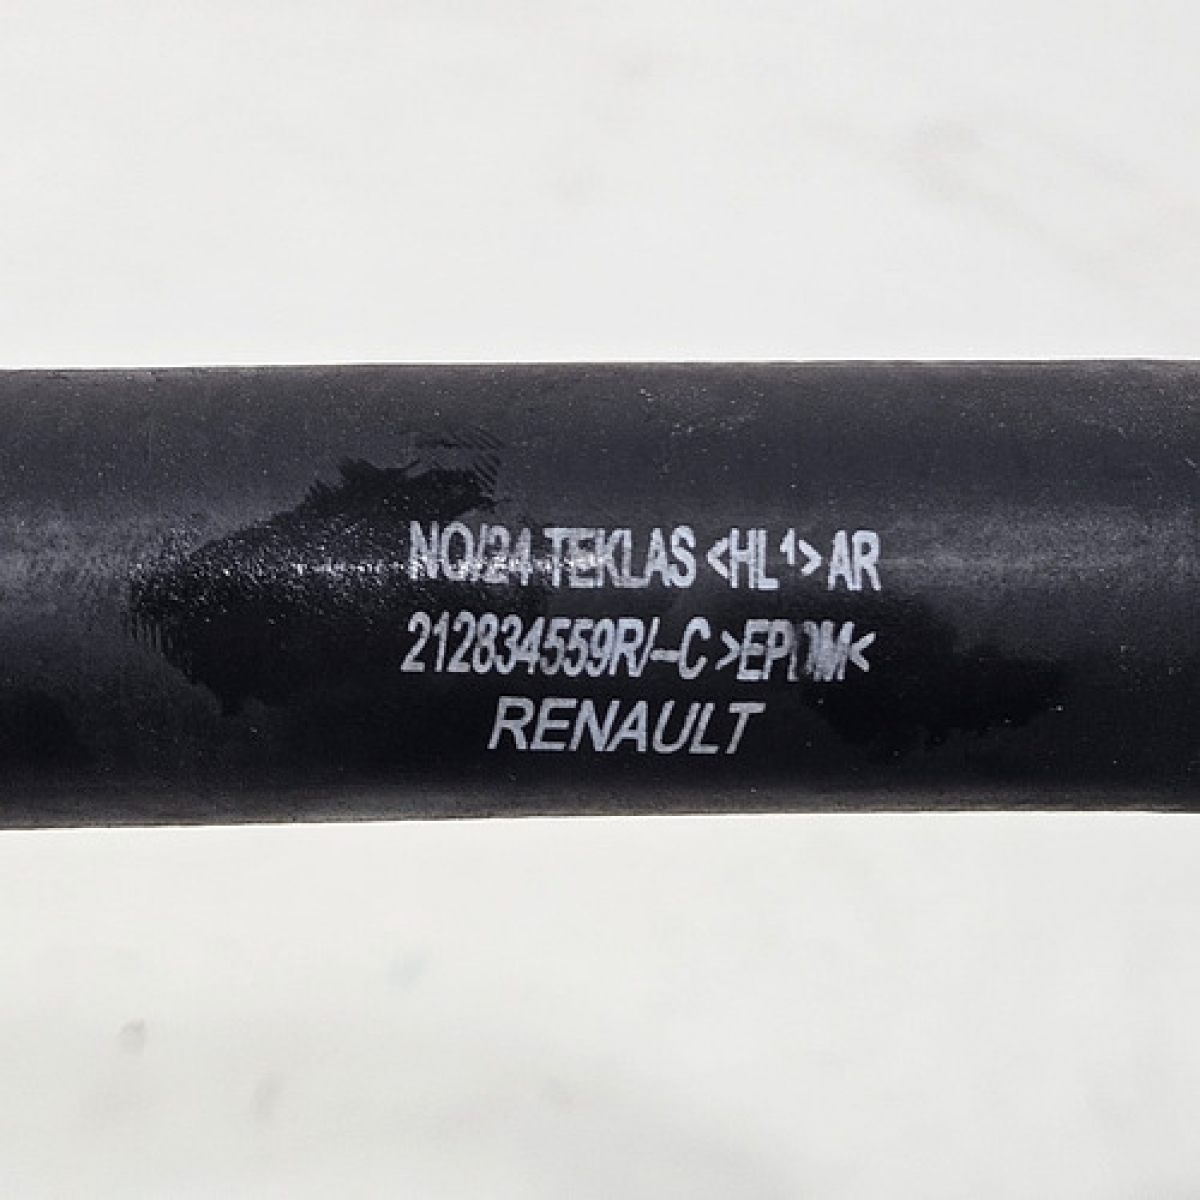 NO/24 TEKLAS <HL¹> AR
212834559R/--C >EPDM<
RENAULT